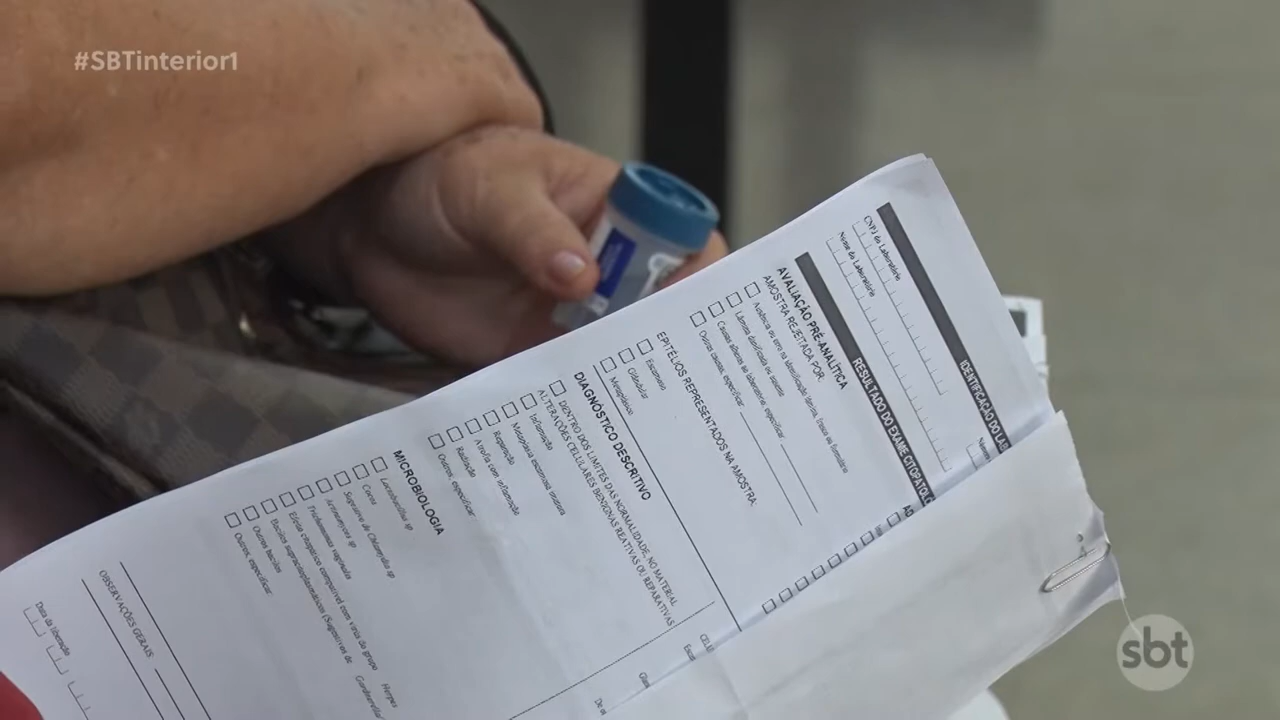 #SBTinterior1
IDENTIFICAÇÃO DO LAB
CNPJ do Laboratório
Nome do Laboratório
RESULTADO DO EXAME CITOPATOLÓ
AVALIAÇÃO PRÉ-ANALÍTICA
AMOSTRA REJEITADA POR:
Ausência ou erro na identificação da lâmina, frasco ou formulário
Lâmina danificada ou ausente
Causas alheias ao laboratório; especificar:
Outras causas; especificar:
EPITÉLIOS REPRESENTADOS NA AMOSTRA:
Escamoso
Glandular
Metaplásico
DIAGNÓSTICO DESCRITIVO
DENTRO DOS LIMITES DAS NORMALIDADE, NO MATERIAL
ALTERAÇÕES CELULARES BENIGNAS REATIVAS OU REPARATIVAS
Inflamação
Metaplasia escamosa imatura
Reparação
Atrofia com inflamação
Radiação
Outros; especificar:
MICROBIOLOGIA
Lactobacillus sp
Cocos
Sugestivo de Chlamydia sp
Actinomyces sp
Trichomonas vaginalis
Efeito citopático compatível com vírus do grupo Herpes
Bacilos supracitoplasmáticos (Sugestivos de Gardnerella
Outros bacilos
Outros; especificar:
OBSERVAÇÕES GERAIS:
Data da liberação
sbt